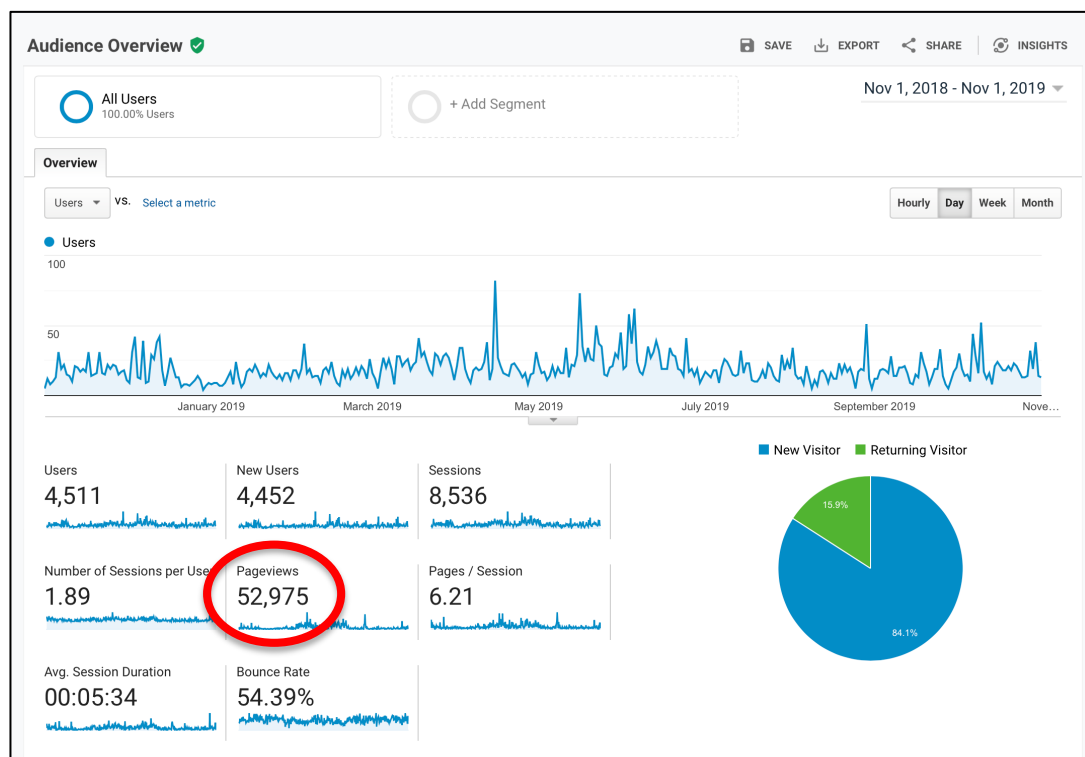 Audience Overview
SAVE EXPORT SHARE INSIGHTS
All Users
100.00% Users
+ Add Segment
Nov 1, 2018 - Nov 1, 2019
Overview
Users VS. Select a metric
Hourly Day Week Month
Users
100
50
January 2019 March 2019 May 2019 July 2019 September 2019 Nove...
New Visitor Returning Visitor
Users New Users Sessions
4,511 4,452 8,536
Number of Sessions per User Pageviews Pages / Session
1.89 52,975 6.21
Avg. Session Duration Bounce Rate
00:05:34 54.39%
15.9%
84.1%